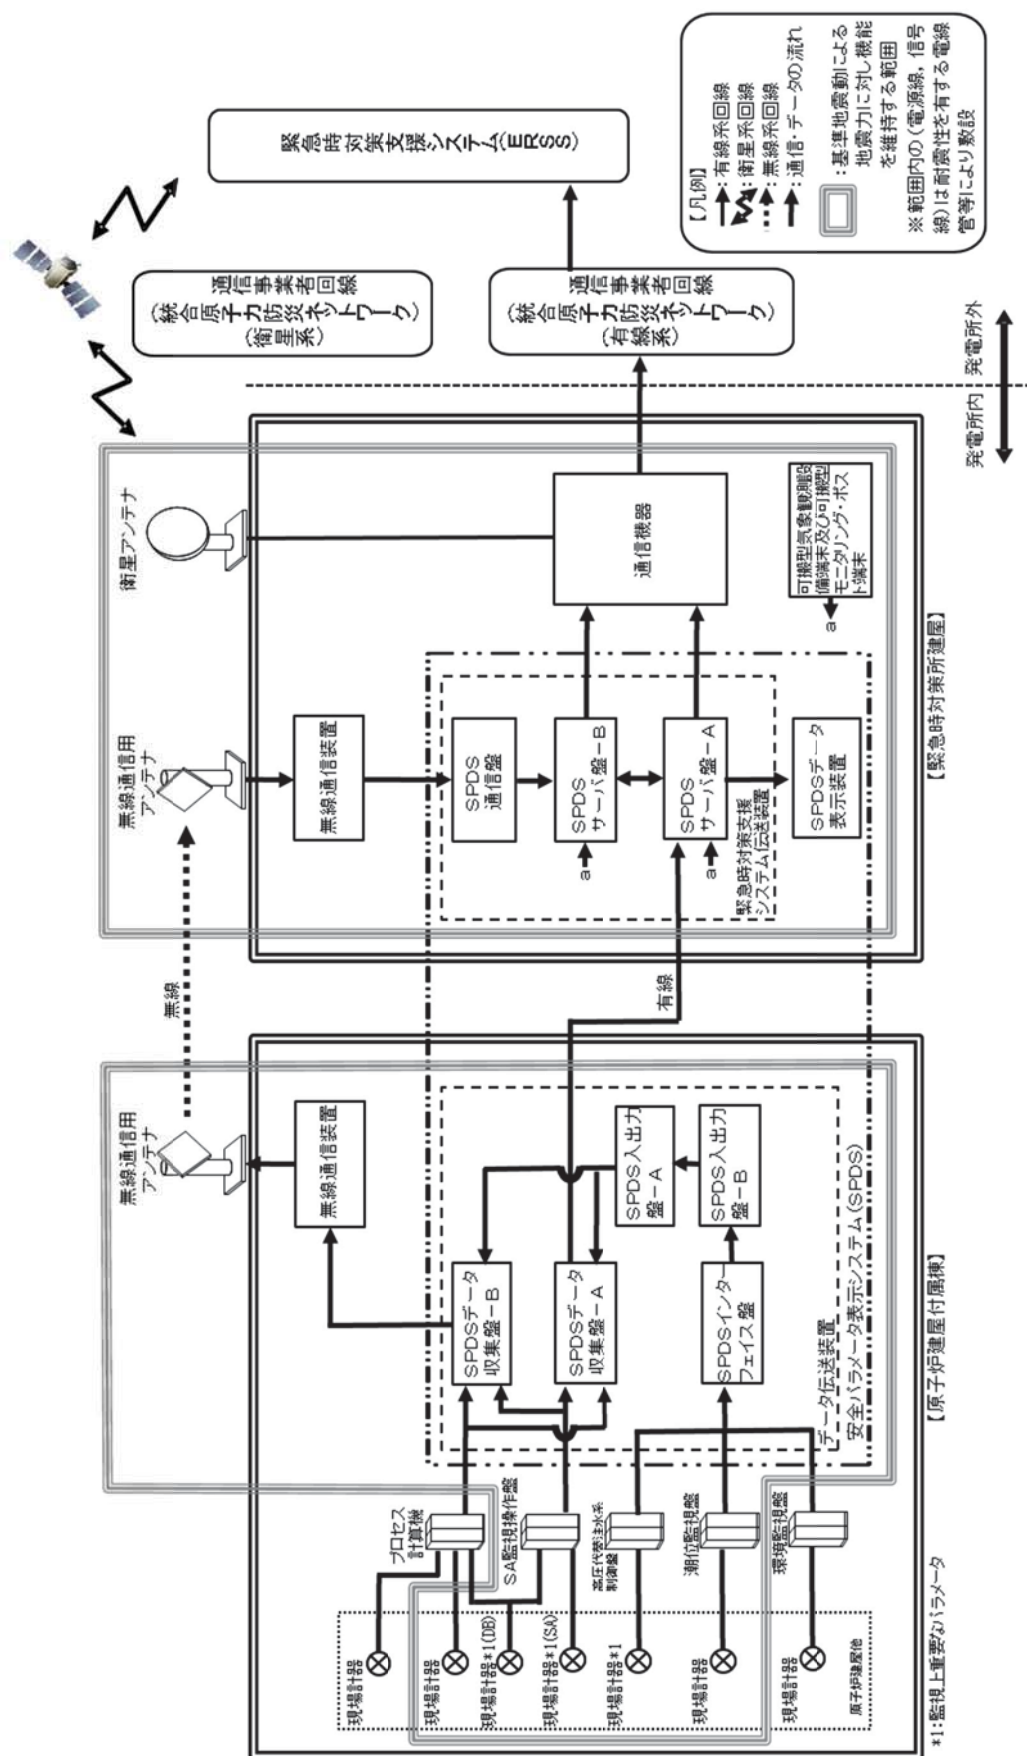 現場計器
現場計器
現場計器*1(DB)
現場計器*1(SA)
現場計器*1
現場計器
現場計器
原子炉建屋他
*1:監視上重要なパラメータ
プロセス
計算機
SA監視操作盤
高圧代替注水系
制御盤
潮位監視盤
環境監視盤
無線通信用
アンテナ
無線通信装置
SPDSデータ
収集盤-B
SPDSデータ
収集盤-A
SPDSインター
フェイス盤
SPDS入出力
盤-A
SPDS入出力
盤-B
データ伝送装置
安全パラメータ表示システム(SPDS)
【原子炉建屋付属棟】
無線
有線
無線通信用
アンテナ
衛星アンテナ
無線通信装置
SPDS
通信盤
SPDS
サーバ盤-B
SPDS
サーバ盤-A
a
a
緊急時対策支援
システム伝送装置
SPDSデータ
表示装置
通信機器
可搬型気象観測設
備端末及び可搬型
モニタリング・ポス
ト端末
a
【緊急時対策所建屋】
発電所内
発電所外
通信事業者回線
(統合原子力防災ネットワーク)
(衛星系)
通信事業者回線
(統合原子力防災ネットワーク)
(有線系)
緊急時対策支援システム(ERSS)
【凡例】
:有線系回線
:衛星系回線
:無線系回線
:通信・データの流れ
:基準地震動による
地震力に対し機能
を維持する範囲
※範囲内の(電源線,信号
線)は耐震性を有する電線
管等により敷設